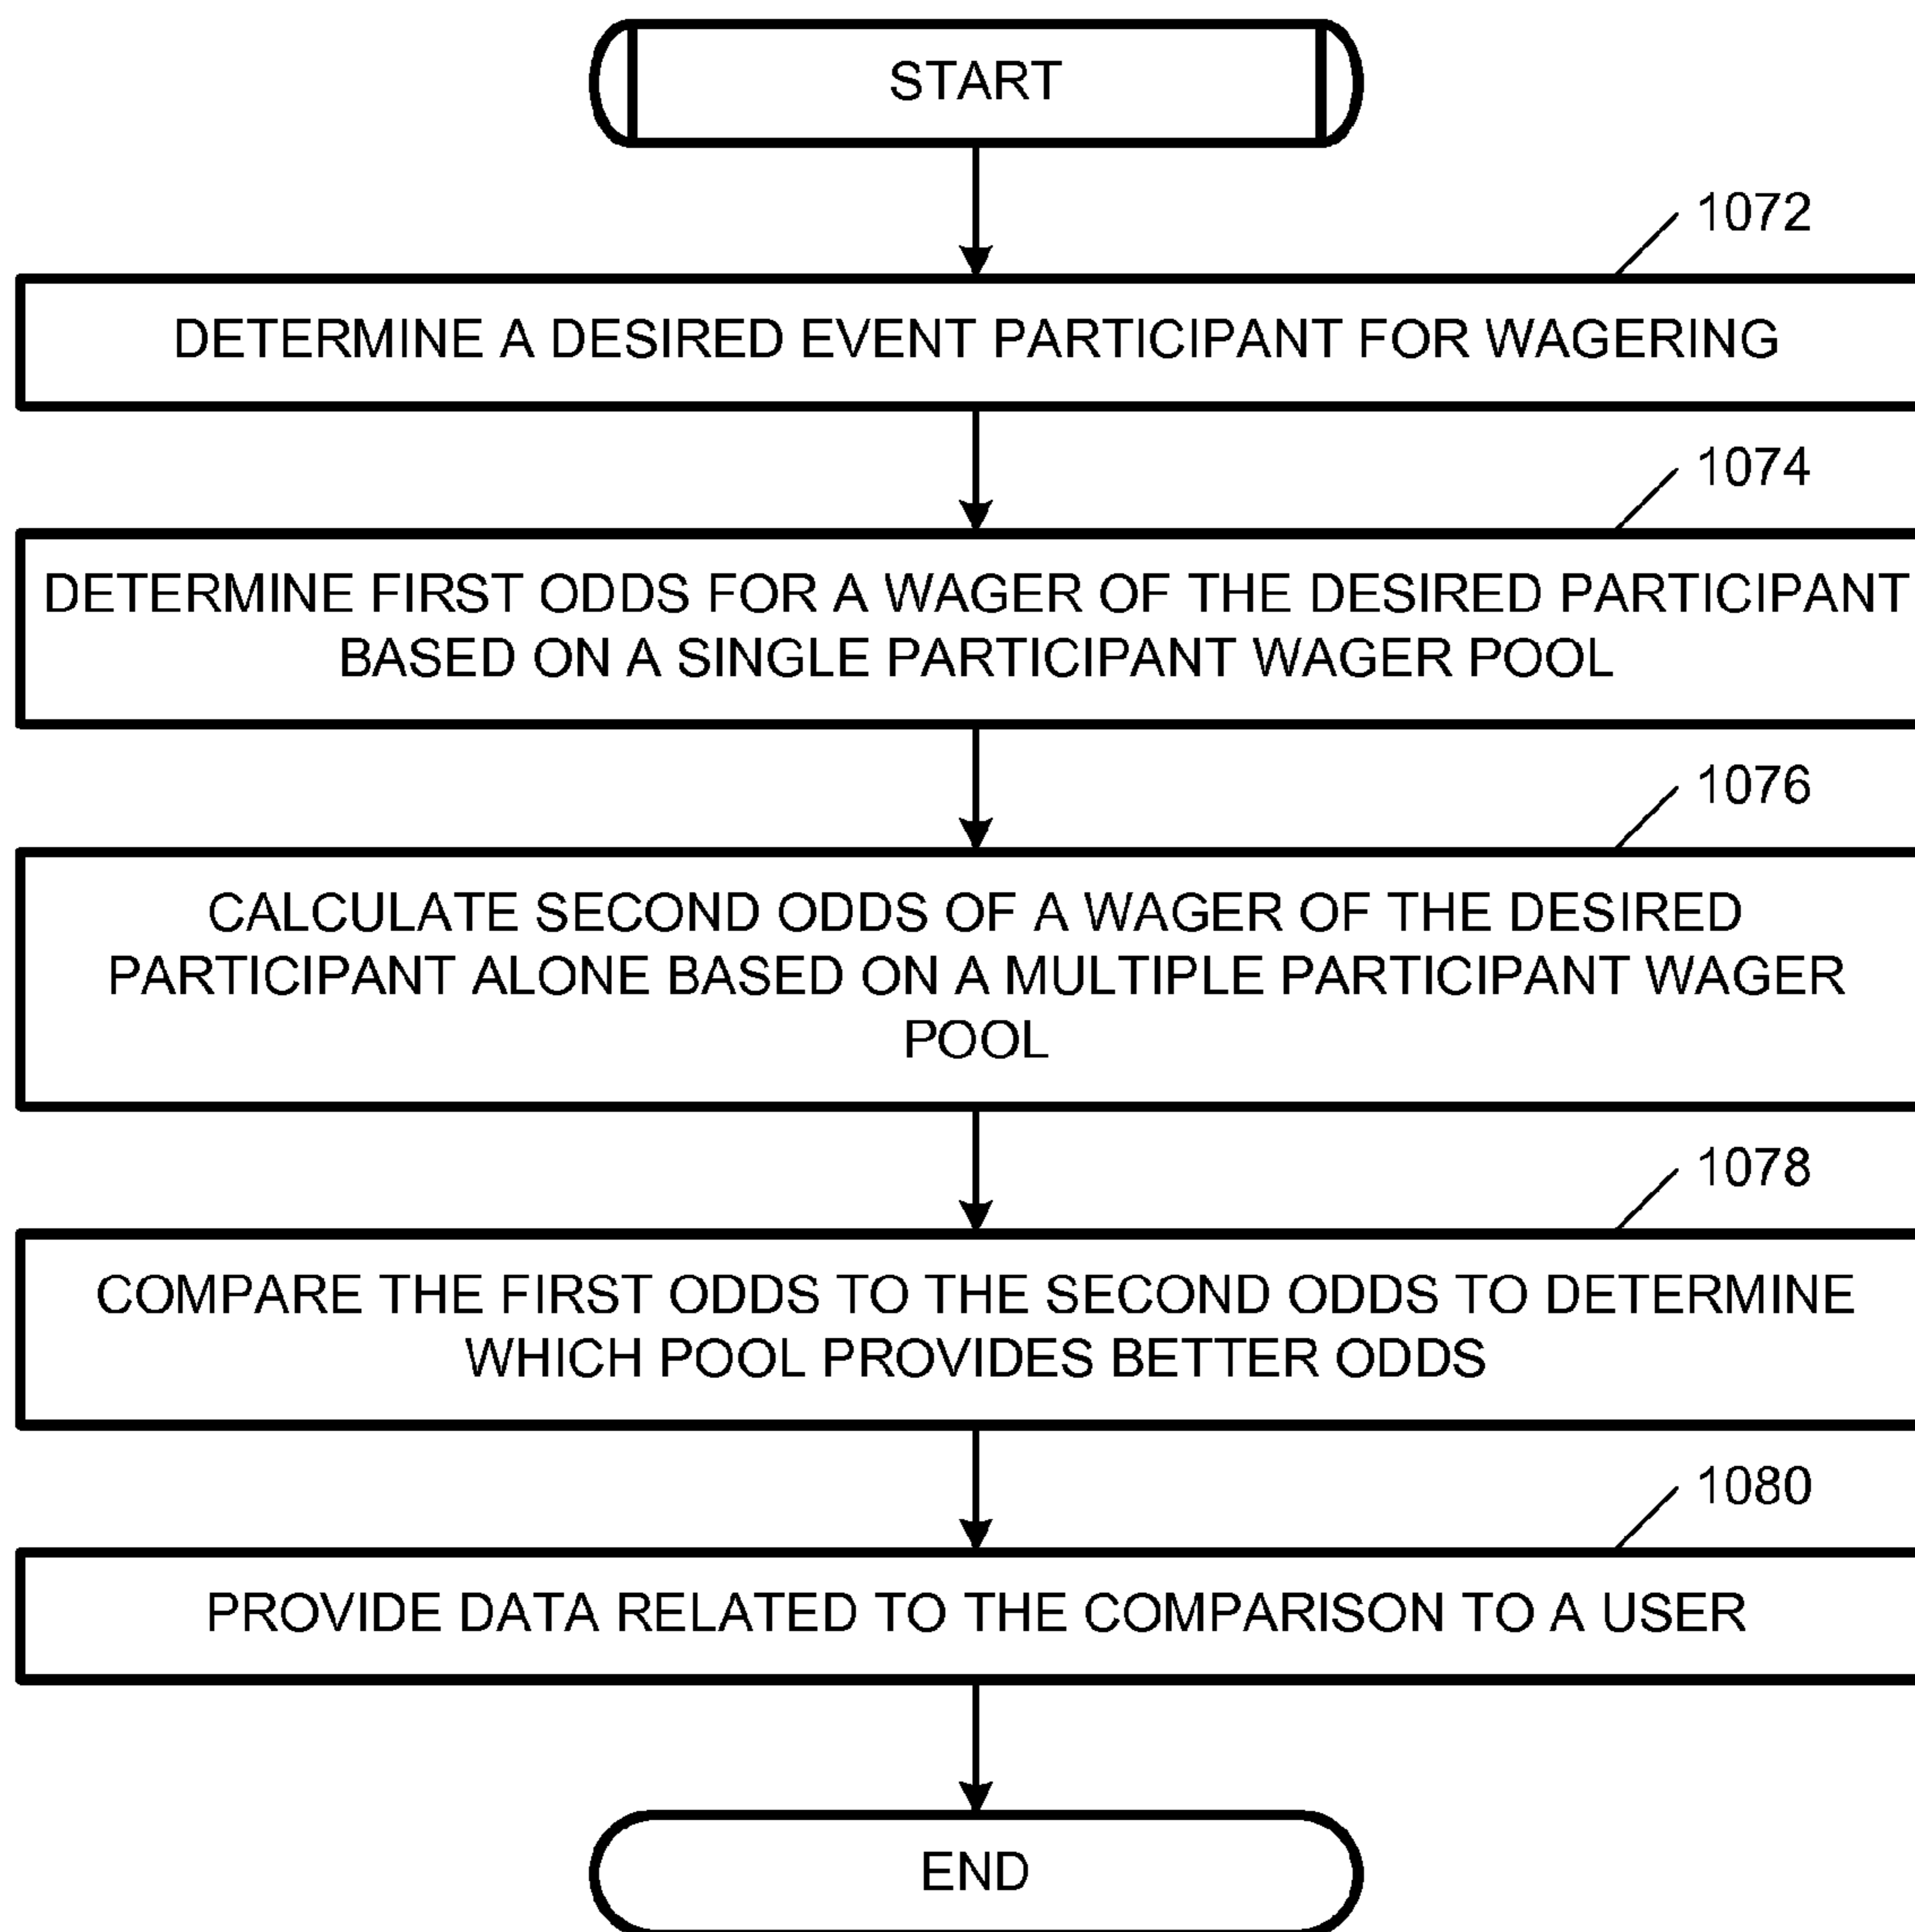 START
1072
DETERMINE A DESIRED EVENT PARTICIPANT FOR WAGERING
1074
DETERMINE FIRST ODDS FOR A WAGER OF THE DESIRED PARTICIPANT
BASED ON A SINGLE PARTICIPANT WAGER POOL
1076
CALCULATE SECOND ODDS OF A WAGER OF THE DESIRED
PARTICIPANT ALONE BASED ON A MULTIPLE PARTICIPANT WAGER
POOL
1078
COMPARE THE FIRST ODDS TO THE SECOND ODDS TO DETERMINE
WHICH POOL PROVIDES BETTER ODDS
1080
PROVIDE DATA RELATED TO THE COMPARISON TO A USER
END